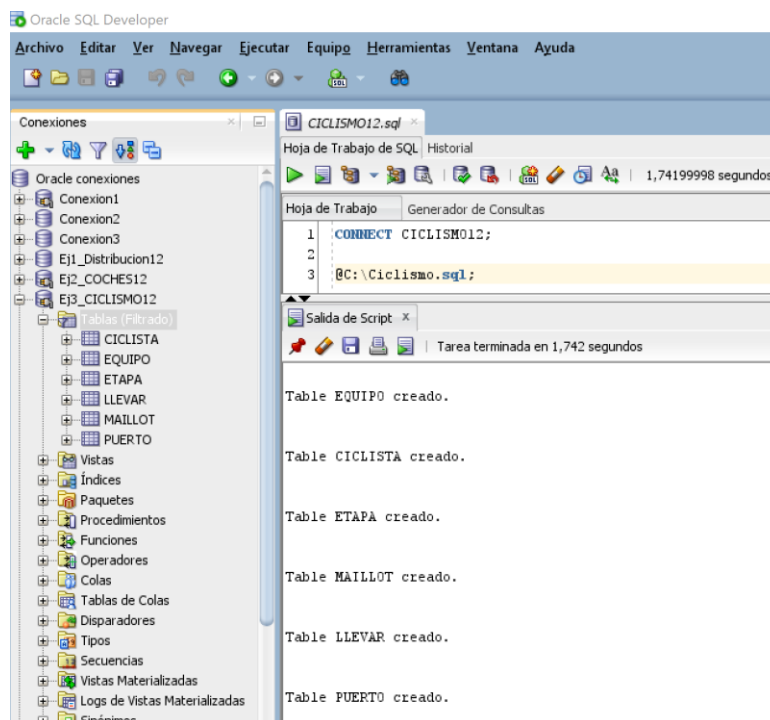 Oracle SQL Developer
Archivo Editar Ver Navegar Ejecutar Equipo Herramientas Ventana Ayuda
Conexiones
Oracle conexiones
Conexion1
Conexion2
Conexion3
Ej1_Distribucion12
Ej2_COCHES12
Ej3_CICLISMO12
Tablas (Filtrado)
CICLISTA
EQUIPO
ETAPA
LLEVAR
MAILLOT
PUERTO
Vistas
Índices
Paquetes
Procedimientos
Funciones
Operadores
Colas
Tablas de Colas
Disparadores
Tipos
Secuencias
Vistas Materializadas
Logs de Vistas Materializadas
Sinónimos
CICLISMO12.sql
Hoja de Trabajo de SQL Historial
1,74199998 segundos
Hoja de Trabajo Generador de Consultas
1 CONNECT CICLISMO12;
2
3 @C:\Ciclismo.sql;
Salida de Script x
Tarea terminada en 1,742 segundos
Table EQUIPO creado.
Table CICLISTA creado.
Table ETAPA creado.
Table MAILLOT creado.
Table LLEVAR creado.
Table PUERTO creado.